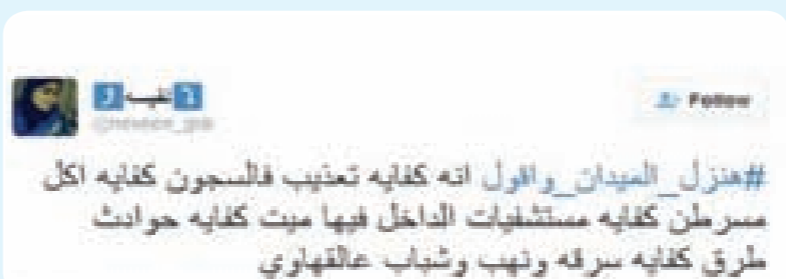 Follow
#هنزل_الميدان_واقول انه كفايه تعذيب فالسجون كفايه اكل
مسرطن كفايه مستشفيات الداخل فيها ميت كفايه حوادث
طرق كفايه سرقه ونهب وشباب عالقهاوي